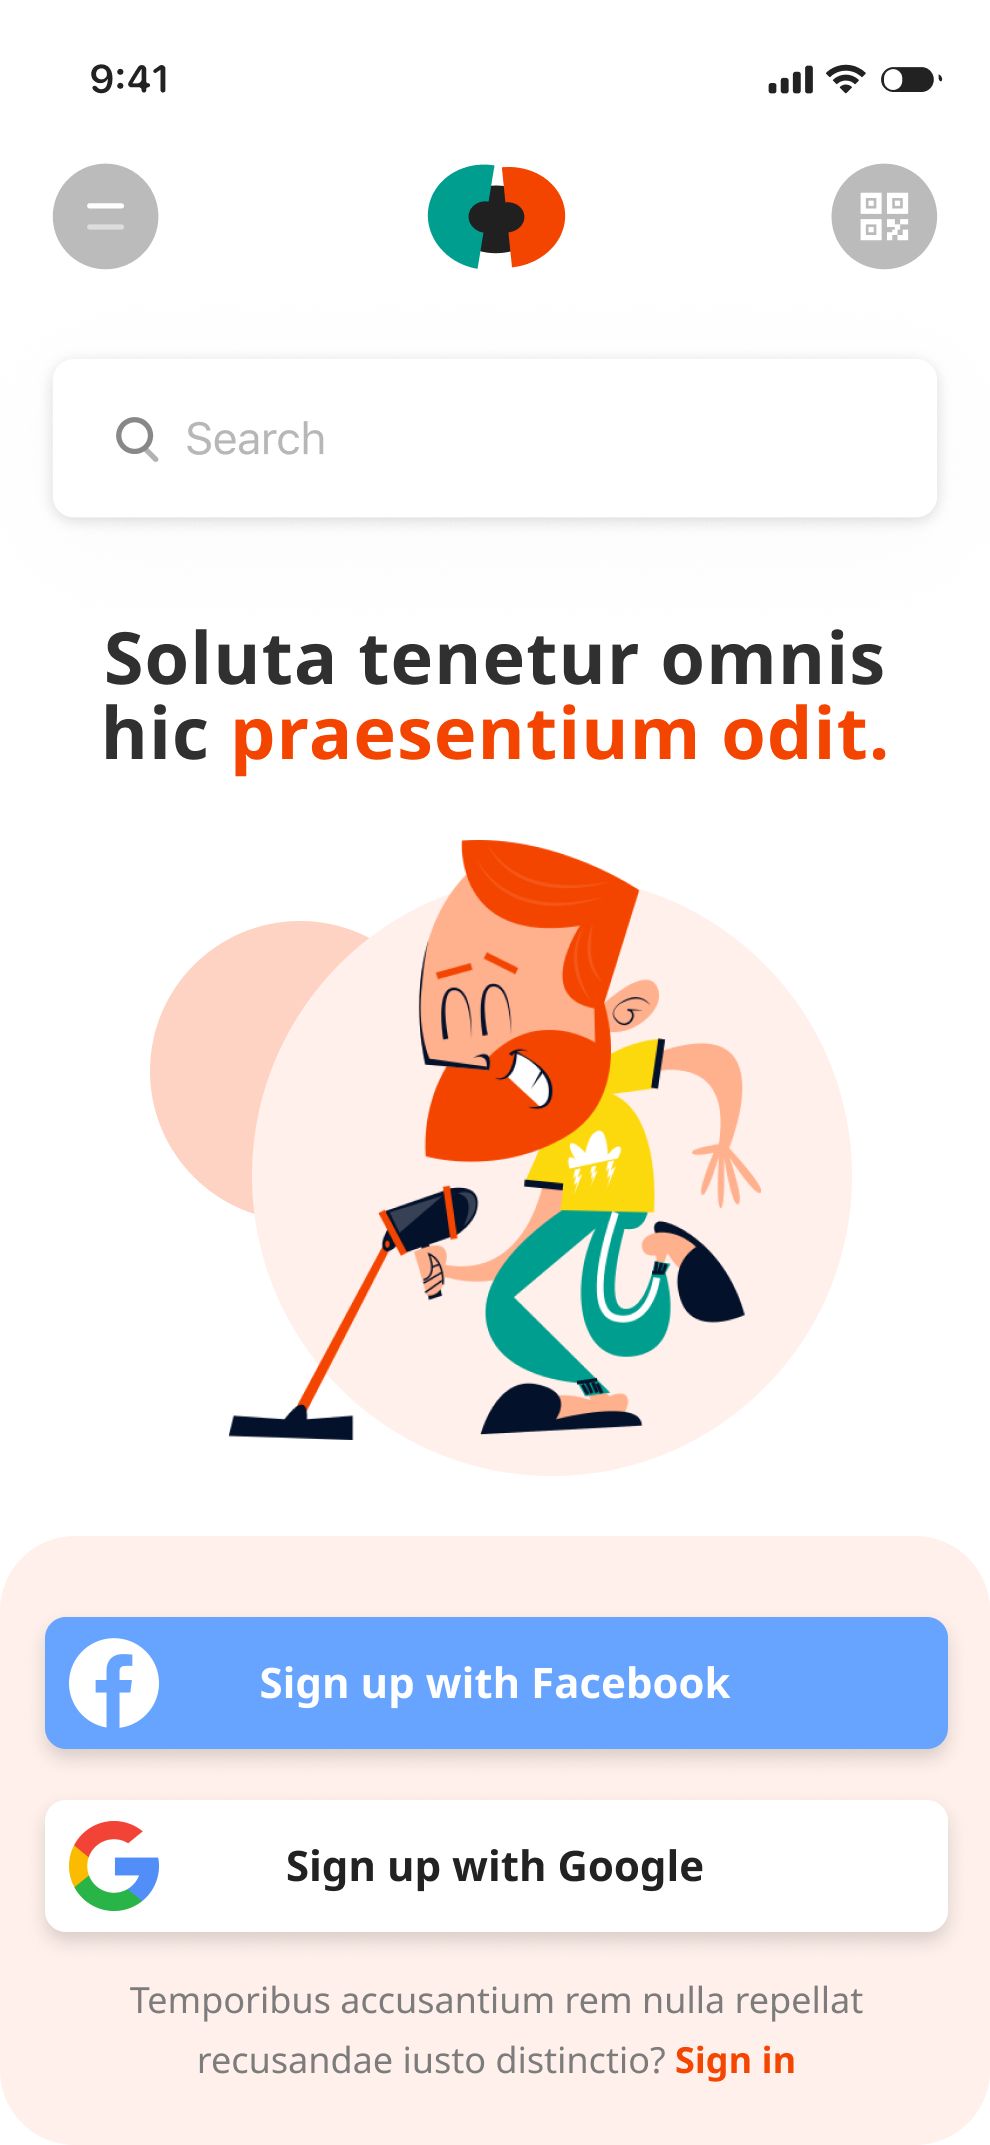 9:41
Search
Soluta tenetur omnis
hic praesentium odit.
Sign up with Facebook
Sign up with Google
Temporibus accusantium rem nulla repellat
recusandae iusto distinctio? Sign in